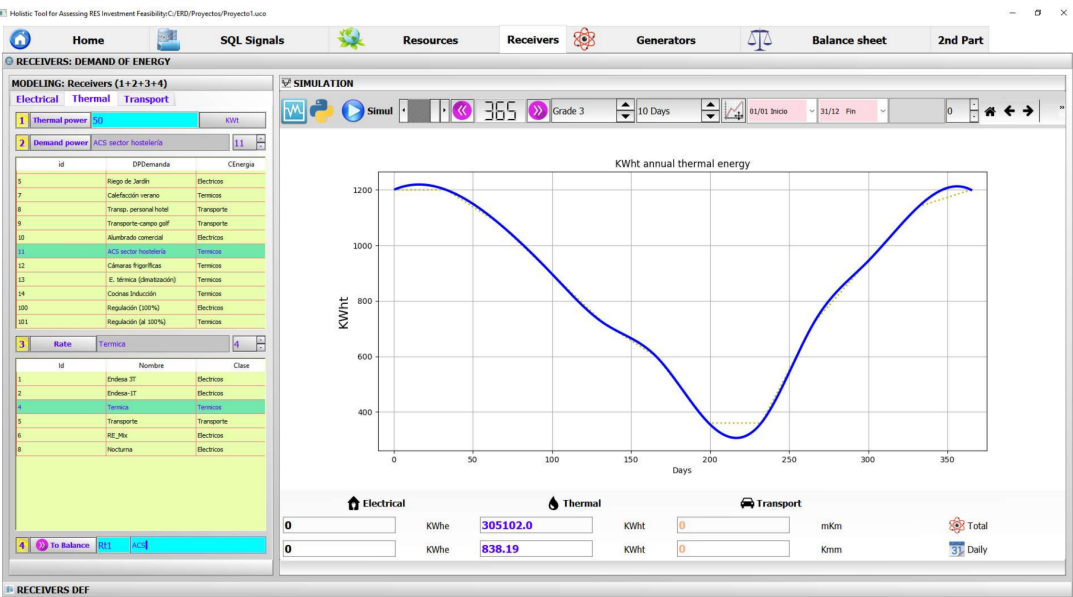 Holistic Tool for Assessing RES Investment Feasibility:C:/ERD/Proyectos/Proyecto1.uco
Home SQL Signals Resources Receivers Generators Balance sheet 2nd Part
RECEIVERS: DEMAND OF ENERGY
MODELING: Receivers (1+2+3+4)
Electrical Thermal Transport
1 Thermal power 50 KWt
2 Demand power ACS sector hostelería 11
id DPDemanda CEnergia
5 Riego de Jardín Electricos
7 Calefacción verano Termicos
8 Transp. personal hotel Transporte
9 Transporte-campo golf Transporte
10 Alumbrado comercial Electricos
11 ACS sector hostelería Termicos
12 Cámaras frigoríficas Termicos
13 E. térmica (climatización) Termicos
14 Cocinas Inducción Termicos
100 Regulación (100%) Electricos
101 Regulación (al 100%) Termicos
3 Rate Termica 4
Id Nombre Clase
1 Endesa 3T Electricos
2 Endesa-1T Electricos
4 Termica Termicos
5 Transporte Transporte
6 RE_Mix Electricos
8 Nocturna Electricos
4 To Balance Rt1 ACS
SIMULATION
Simul 365 Grade 3 10 Days 01/01 Inicio 31/12 Fin 0 »
KWht annual thermal energy
KWht
1200
1000
800
600
400
0 50 100 150 200 250 300 350
Days
Electrical Thermal Transport
0 KWhe 305102.0 KWht 0 mKm Total
0 KWhe 838.19 KWht 0 Kmm 31 Daily
RECEIVERS DEF